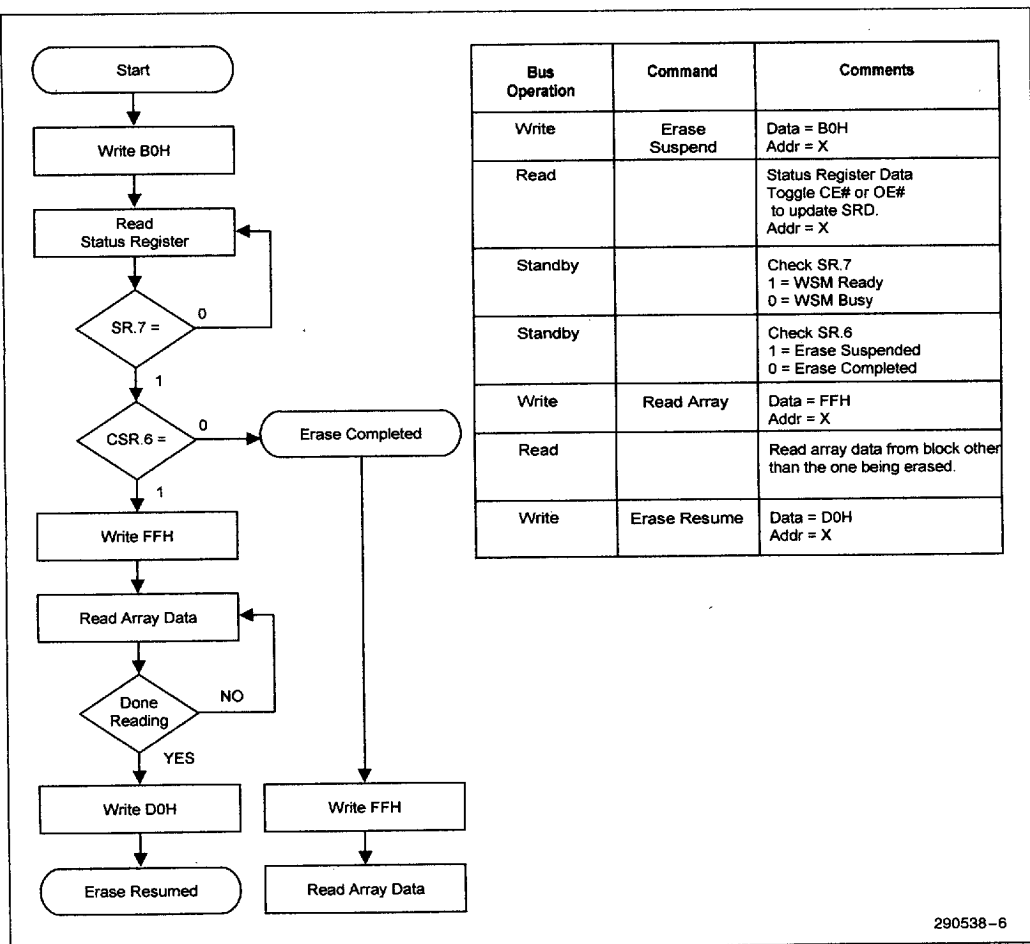 Start
Write B0H
Read
Status Register
SR.7 =
0
1
CSR.6 =
0
Erase Completed
1
Write FFH
Read Array Data
Done
Reading
NO
YES
Write D0H
Write FFH
Erase Resumed
Read Array Data
Bus
Operation
Command
Comments
Write
Erase
Suspend
Data = B0H
Addr = X
Read
Status Register Data
Toggle CE# or OE#
to update SRD.
Addr = X
Standby
Check SR.7
1 = WSM Ready
0 = WSM Busy
Standby
Check SR.6
1 = Erase Suspended
0 = Erase Completed
Write
Read Array
Data = FFH
Addr = X
Read
Read array data from block other
than the one being erased.
Write
Erase Resume
Data = D0H
Addr = X
290538-6